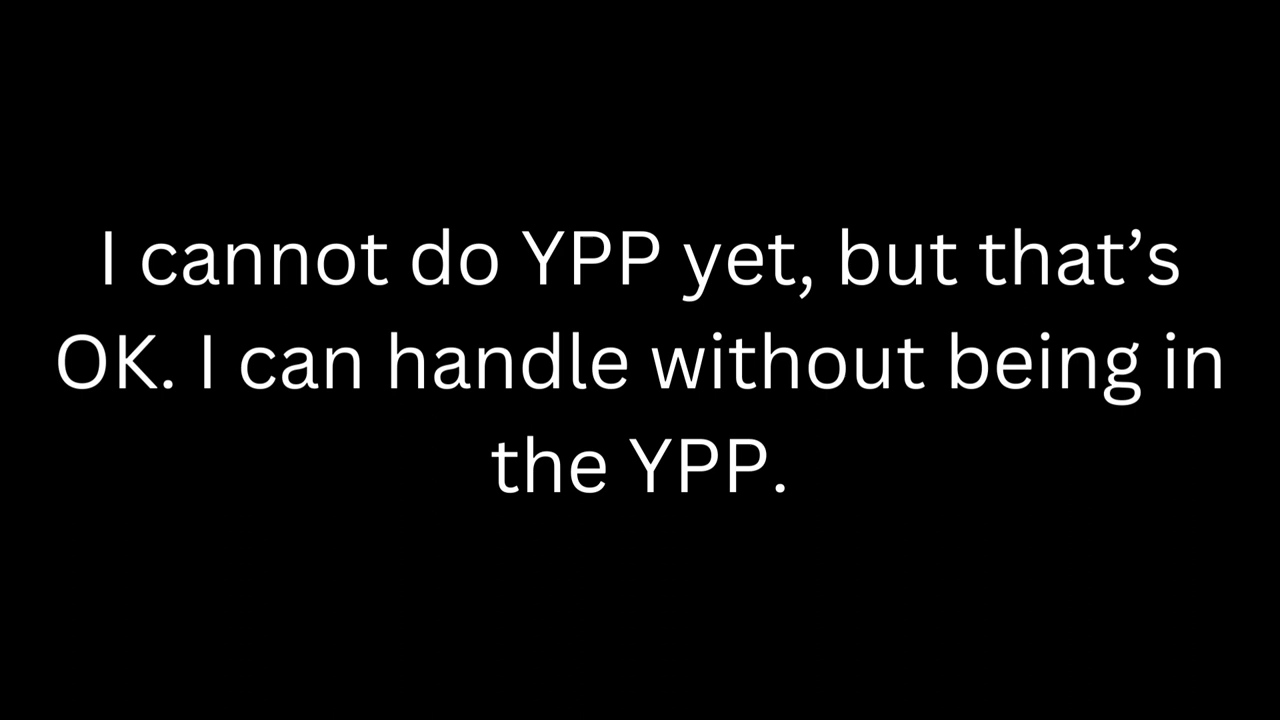 I cannot do YPP yet, but that’s
OK. I can handle without being in
the YPP.